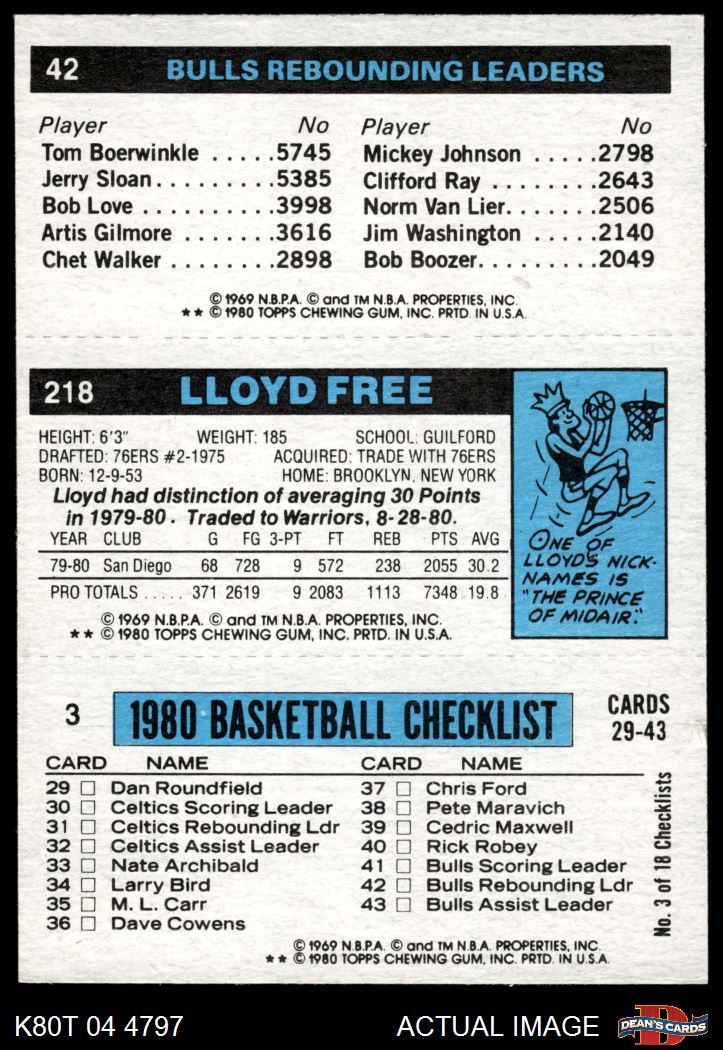 42 BULLS REBOUNDING LEADERS
Player No Player No
Tom Boerwinkle .....5745 Mickey Johnson .....2798
Jerry Sloan.........5385 Clifford Ray ........2643
Bob Love ..........3998 Norm Van Lier.......2506
Artis Gilmore .......3616 Jim Washington .....2140
Chet Walker ........2898 Bob Boozer.........2049
© 1969 N.B.P.A. © and TM N.B.A. PROPERTIES, INC.
** © 1980 TOPPS CHEWING GUM, INC. PRTD. IN U.S.A.
218 LLOYD FREE
HEIGHT: 6'3" WEIGHT: 185 SCHOOL: GUILFORD
DRAFTED: 76ERS #2-1975 ACQUIRED: TRADE WITH 76ERS
BORN: 12-9-53 HOME: BROOKLYN, NEW YORK
Lloyd had distinction of averaging 30 Points
in 1979-80. Traded to Warriors, 8-28-80.
YEAR CLUB G FG 3-PT FT REB PTS AVG
79-80 San Diego 68 728 9 572 238 2055 30.2
PRO TOTALS ..... 371 2619 9 2083 1113 7348 19.8
© 1969 N.B.P.A. © and TM N.B.A. PROPERTIES, INC.
** © 1980 TOPPS CHEWING GUM, INC. PRTD. IN U.S.A.
ONE OF
LLOYD'S NICK-
NAMES IS
"THE PRINCE
OF MIDAIR."
3 1980 BASKETBALL CHECKLIST CARDS
29-43
CARD NAME CARD NAME
29 □ Dan Roundfield 37 □ Chris Ford
30 □ Celtics Scoring Leader 38 □ Pete Maravich
31 □ Celtics Rebounding Ldr 39 □ Cedric Maxwell
32 □ Celtics Assist Leader 40 □ Rick Robey
33 □ Nate Archibald 41 □ Bulls Scoring Leader
34 □ Larry Bird 42 □ Bulls Rebounding Ldr
35 □ M. L. Carr 43 □ Bulls Assist Leader
36 □ Dave Cowens
No. 3 of 18 Checklists
© 1969 N.B.P.A. © and TM N.B.A. PROPERTIES, INC.
** © 1980 TOPPS CHEWING GUM, INC. PRTD. IN U.S.A.
K80T 04 4797 ACTUAL IMAGE D DEAN'S CARDS